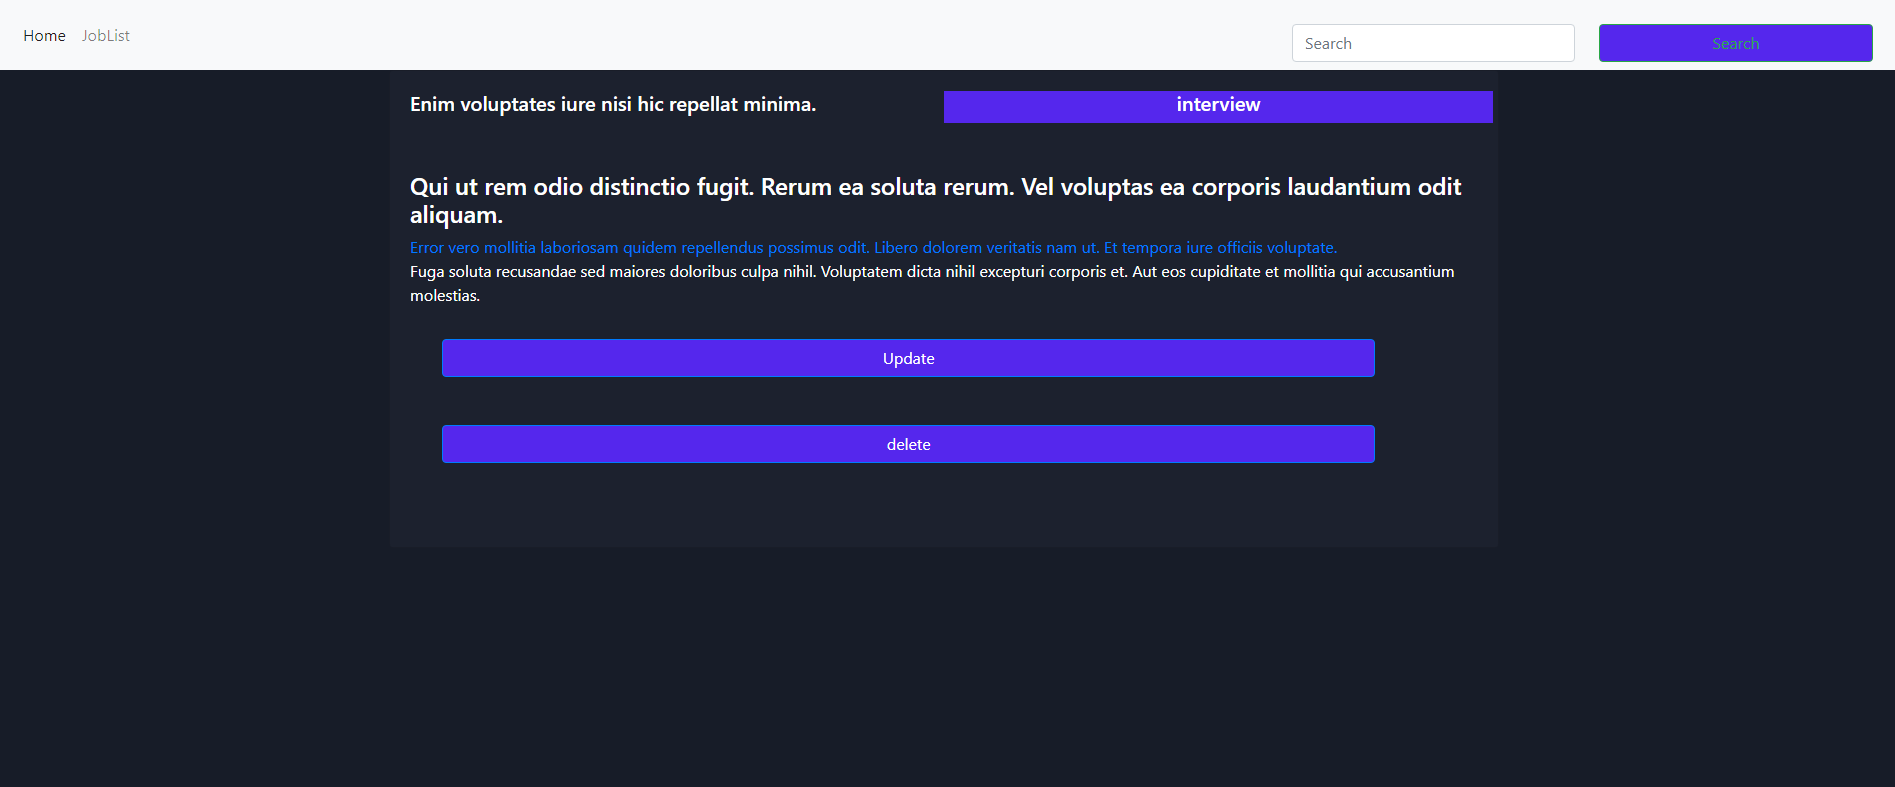 Home JobList Search Search
Enim voluptates iure nisi hic repellat minima. interview
Qui ut rem odio distinctio fugit. Rerum ea soluta rerum. Vel voluptas ea corporis laudantium odit
aliquam.
Error vero mollitia laboriosam quidem repellendus possimus odit. Libero dolorem veritatis nam ut. Et tempora iure officiis voluptate.
Fuga soluta recusandae sed maiores doloribus culpa nihil. Voluptatem dicta nihil excepturi corporis et. Aut eos cupiditate et mollitia qui accusantium
molestias.
Update
delete